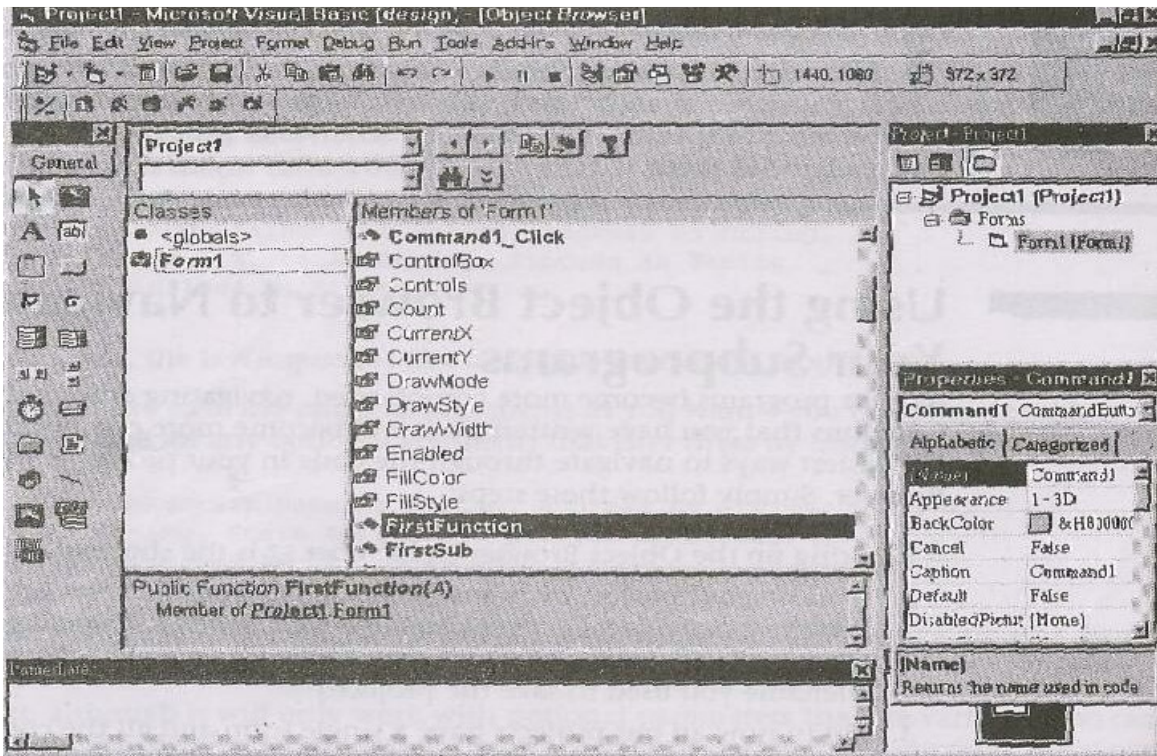 Project1 - Microsoft Visual Basic [design] - [Object Browser]
File Edit View Project Format Debug Run Tools Add-Ins Window Help
1440, 1080
972 x 372
General
Project1
Classes
<globals>
Form1
Members of 'Form1'
Command1_Click
ControlBox
Controls
Count
CurrentX
CurrentY
DrawMode
DrawStyle
DrawWidth
Enabled
FillColor
FillStyle
FirstFunction
FirstSub
Public Function FirstFunction(A)
Member of Project1.Form1
Immediate
Project - Project1
Project1 (Project1)
Forms
Form1 (Form1)
Properties - Command1
Command1 CommandButto
Alphabetic Categorized
(Name) Command1
Appearance 1 - 3D
BackColor
Cancel False
Caption Command1
Default False
DisabledPictur (None)
(Name)
Returns the name used in code
Using the Object Browser to
Subprograms